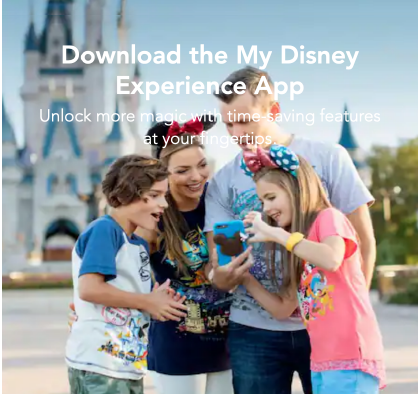 Download the My Disney
Experience App
Unlock more magic with time-saving features
at your fingertips.